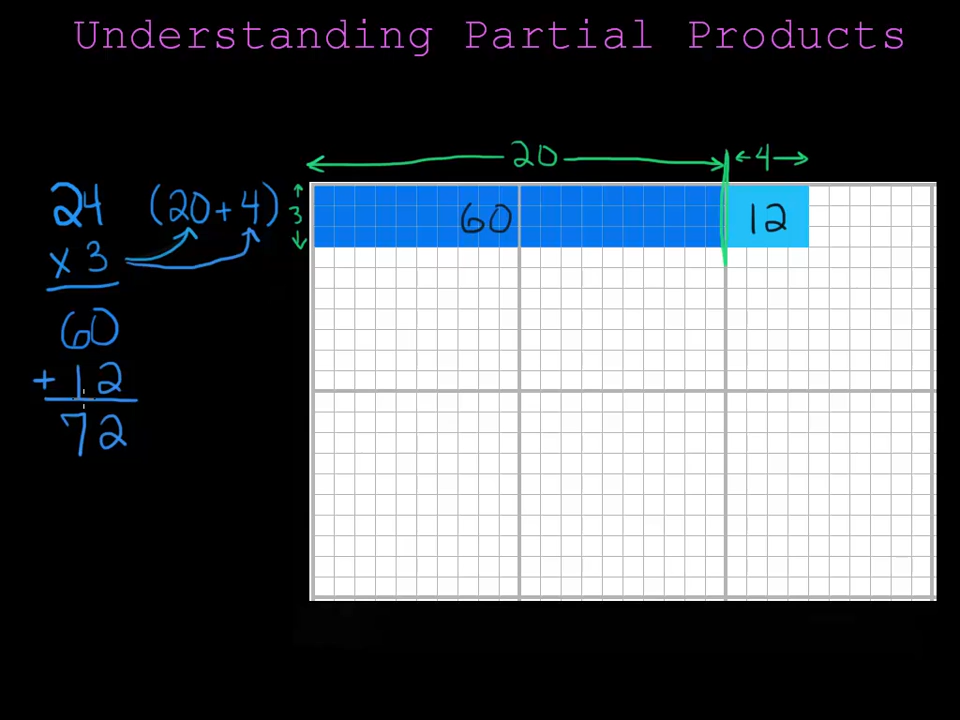 Understanding Partial Products
20 4
24 (20 + 4) 3 60 12
x 3
60
+ 12
72